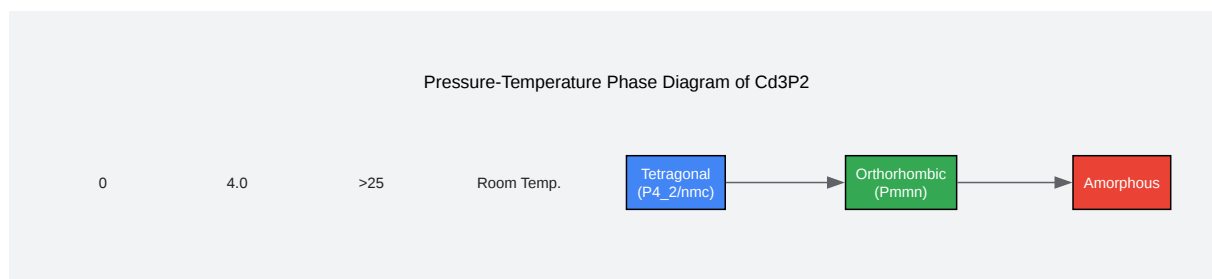 Pressure-Temperature Phase Diagram of Cd3P2
0
4.0
>25
Room Temp.
Tetragonal
(P4_2/nmc)
Orthorhombic
(Pmmn)
Amorphous